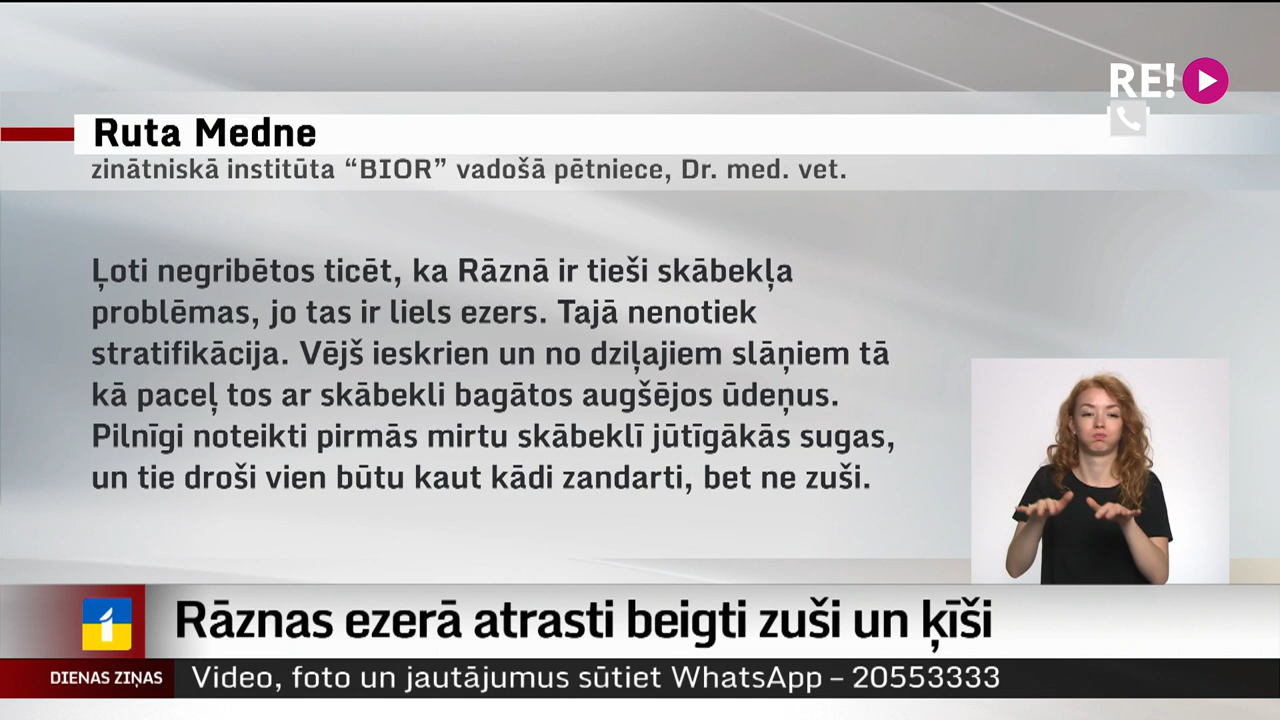 RE!
Ruta Medne
zinātniskā institūta “BIOR” vadošā pētniece, Dr. med. vet.
Ļoti negribētos ticēt, ka Rāznā ir tieši skābekļa
problēmas, jo tas ir liels ezers. Tajā nenotiek
stratifikācija. Vējš ieskrien un no dziļajiem slāņiem tā
kā paceļ tos ar skābekli bagātos augšējos ūdeņus.
Pilnīgi noteikti pirmās mirtu skābeklī jūtīgākās sugas,
un tie droši vien būtu kaut kādi zandarti, bet ne zuši.
1
Rāznas ezerā atrasti beigti zuši un ķīši
DIENAS ZIŅAS
Video, foto un jautājumus sūtiet WhatsApp – 20553333